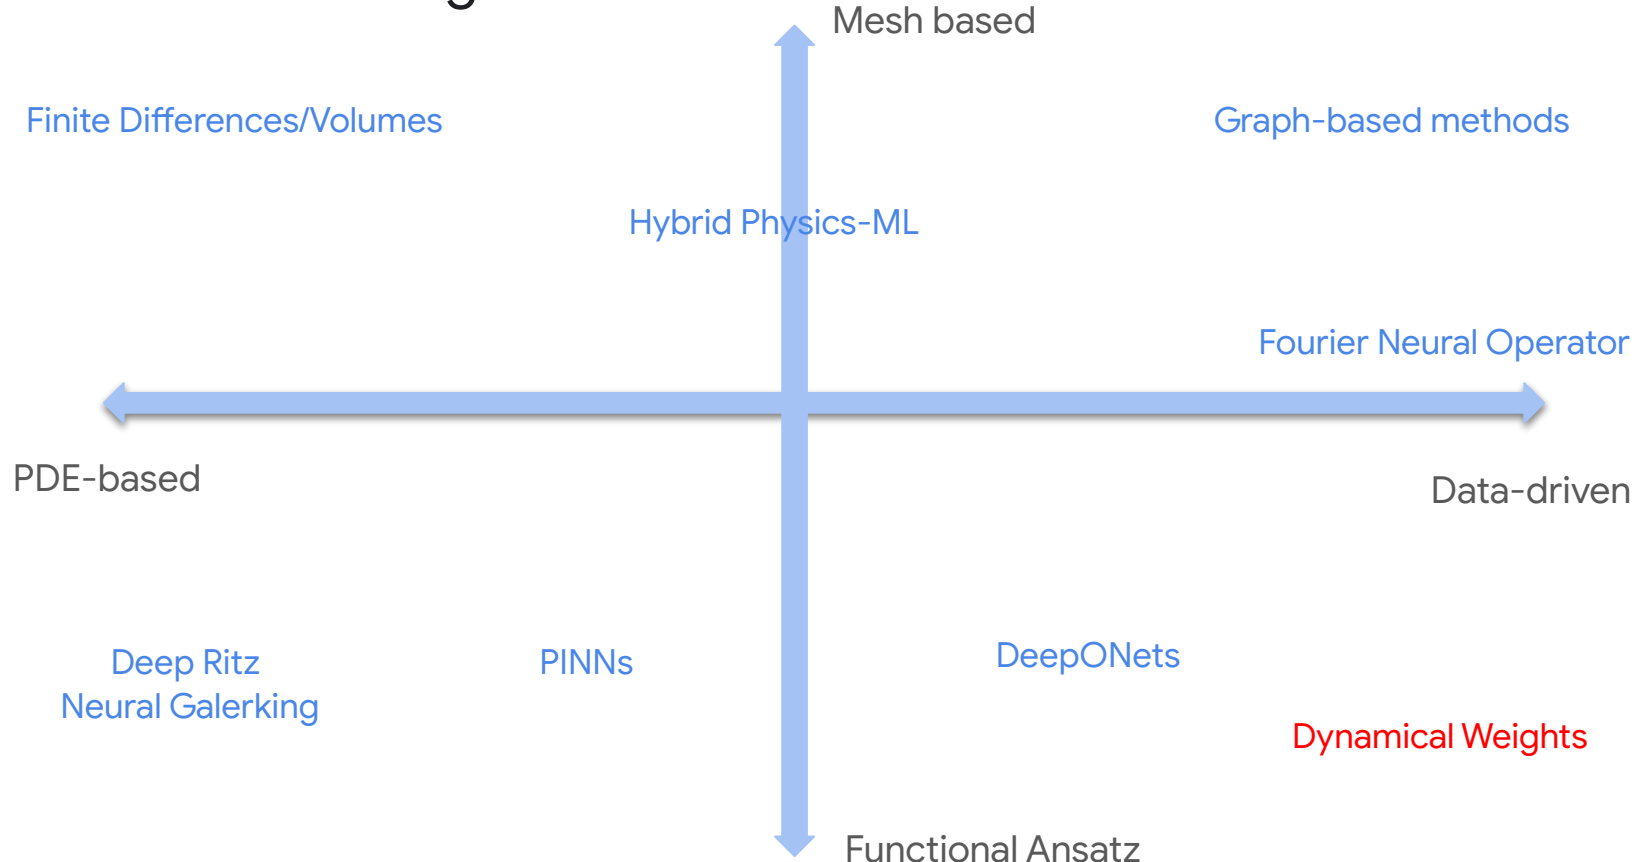 Mesh based
Finite Differences/Volumes
Graph-based methods
Hybrid Physics-ML
Fourier Neural Operator
PDE-based
Data-driven
Deep Ritz
Neural Galerking
PINNs
DeepONets
Dynamical Weights
Functional Ansatz